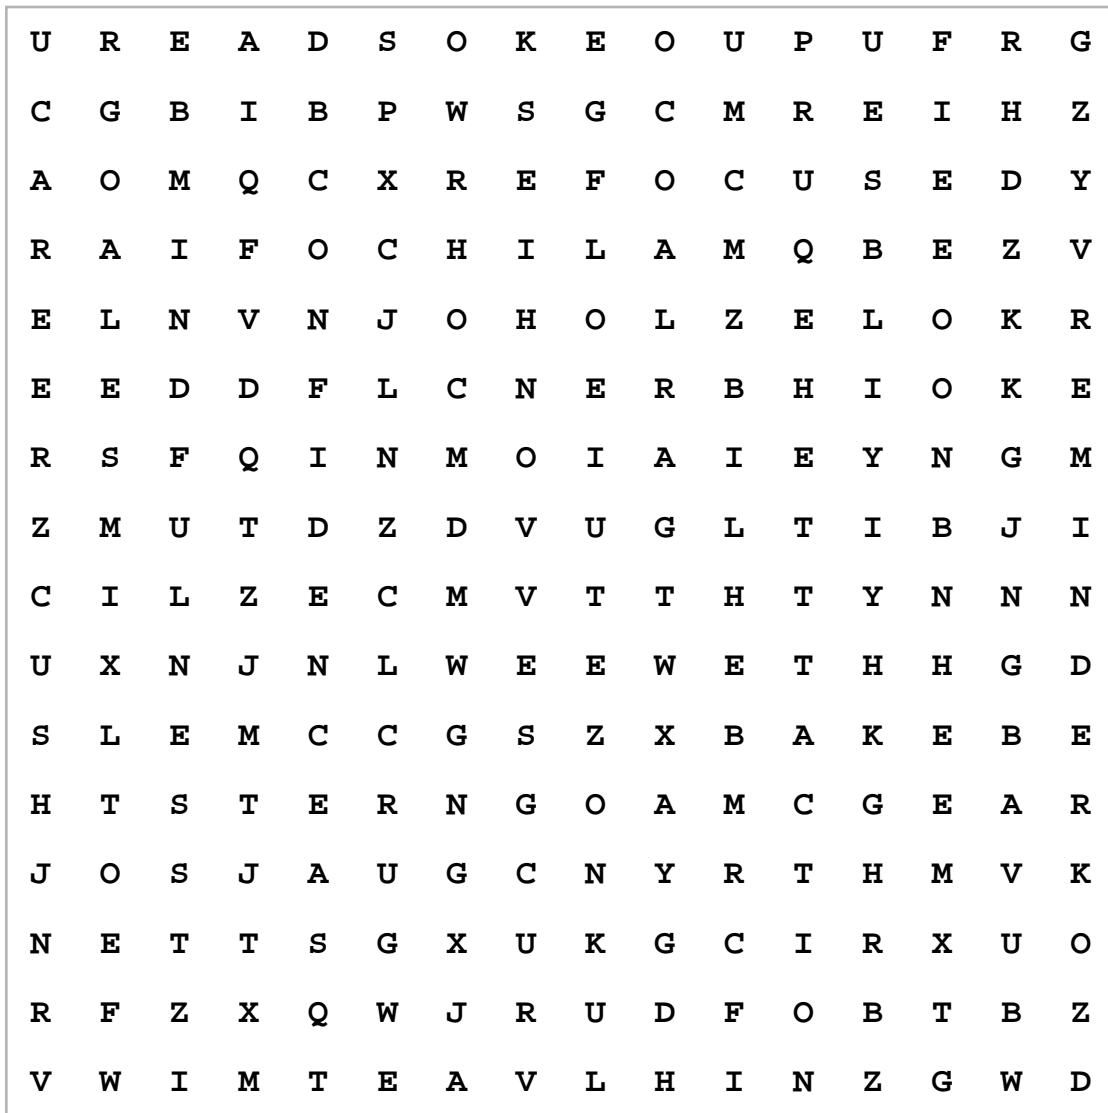 U R E A D S O K E O U P U F R G
C G B I B P W S G C M R E I H Z
A O M Q C X R E F O C U S E D Y
R A I F O C H I L A M Q B E Z V
E L N V N J O H O L Z E L O K R
E E D D F L C N E R B H I O K E
R S F Q I N M O I A I E Y N G M
Z M U T D Z D V U G L T I B J I
C I L Z E C M V T T H T Y N N N
U X N J N L W E E W E T H H G D
S L E M C C G S Z X B A K E B E
H T S T E R N G O A M C G E A R
J O S J A U G C N Y R T H M V K
N E T T S G X U K G C I R X U O
R F Z X Q W J R U D F O B T B Z
V W I M T E A V L H I N Z G W D